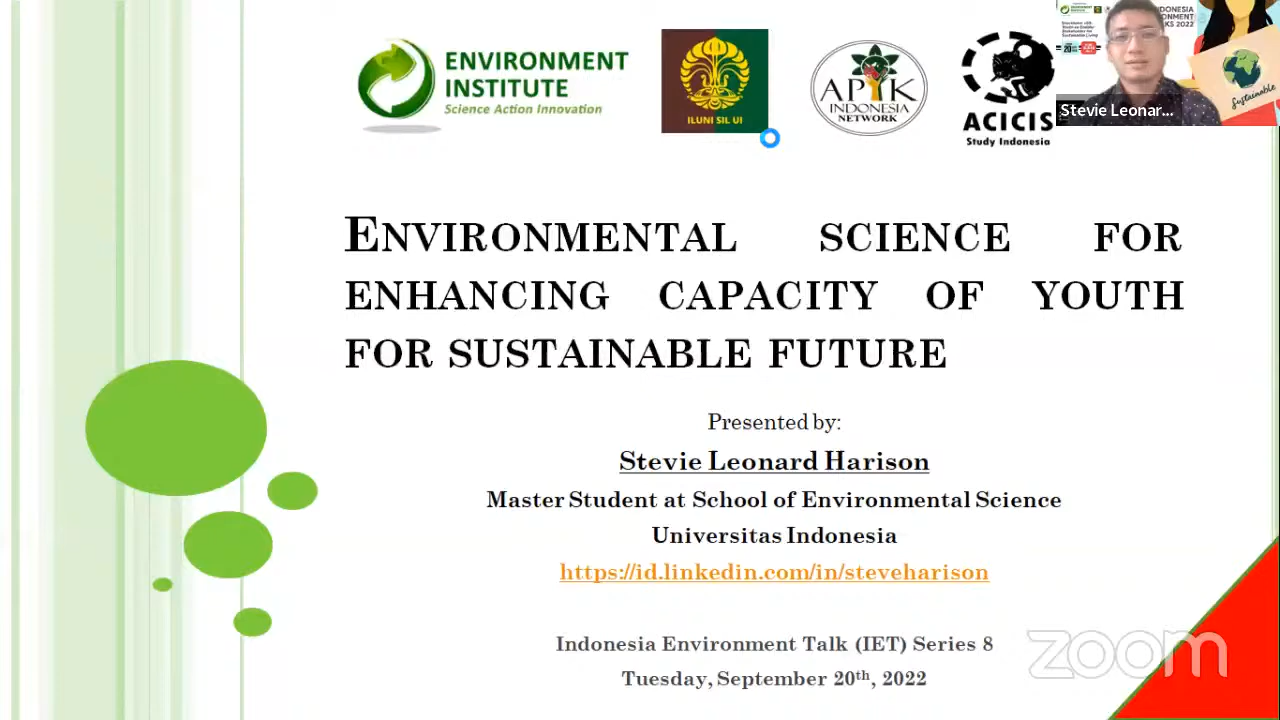 ENVIRONMENT
INSTITUTE
Science Action Innovation
ILUNI SIL UI
APIK
INDONESIA
NETWORK
ACICIS
Study Indonesia
INDONESIA
2022
Sustainable
Stevie Leonar...
ENVIRONMENTAL SCIENCE FOR
ENHANCING CAPACITY OF YOUTH
FOR SUSTAINABLE FUTURE
Presented by:
Stevie Leonard Harison
Master Student at School of Environmental Science
Universitas Indonesia
https://id.linkedin.com/in/steveharison
Indonesia Environment Talk (IET) Series 8
Tuesday, September 20th, 2022
zoom